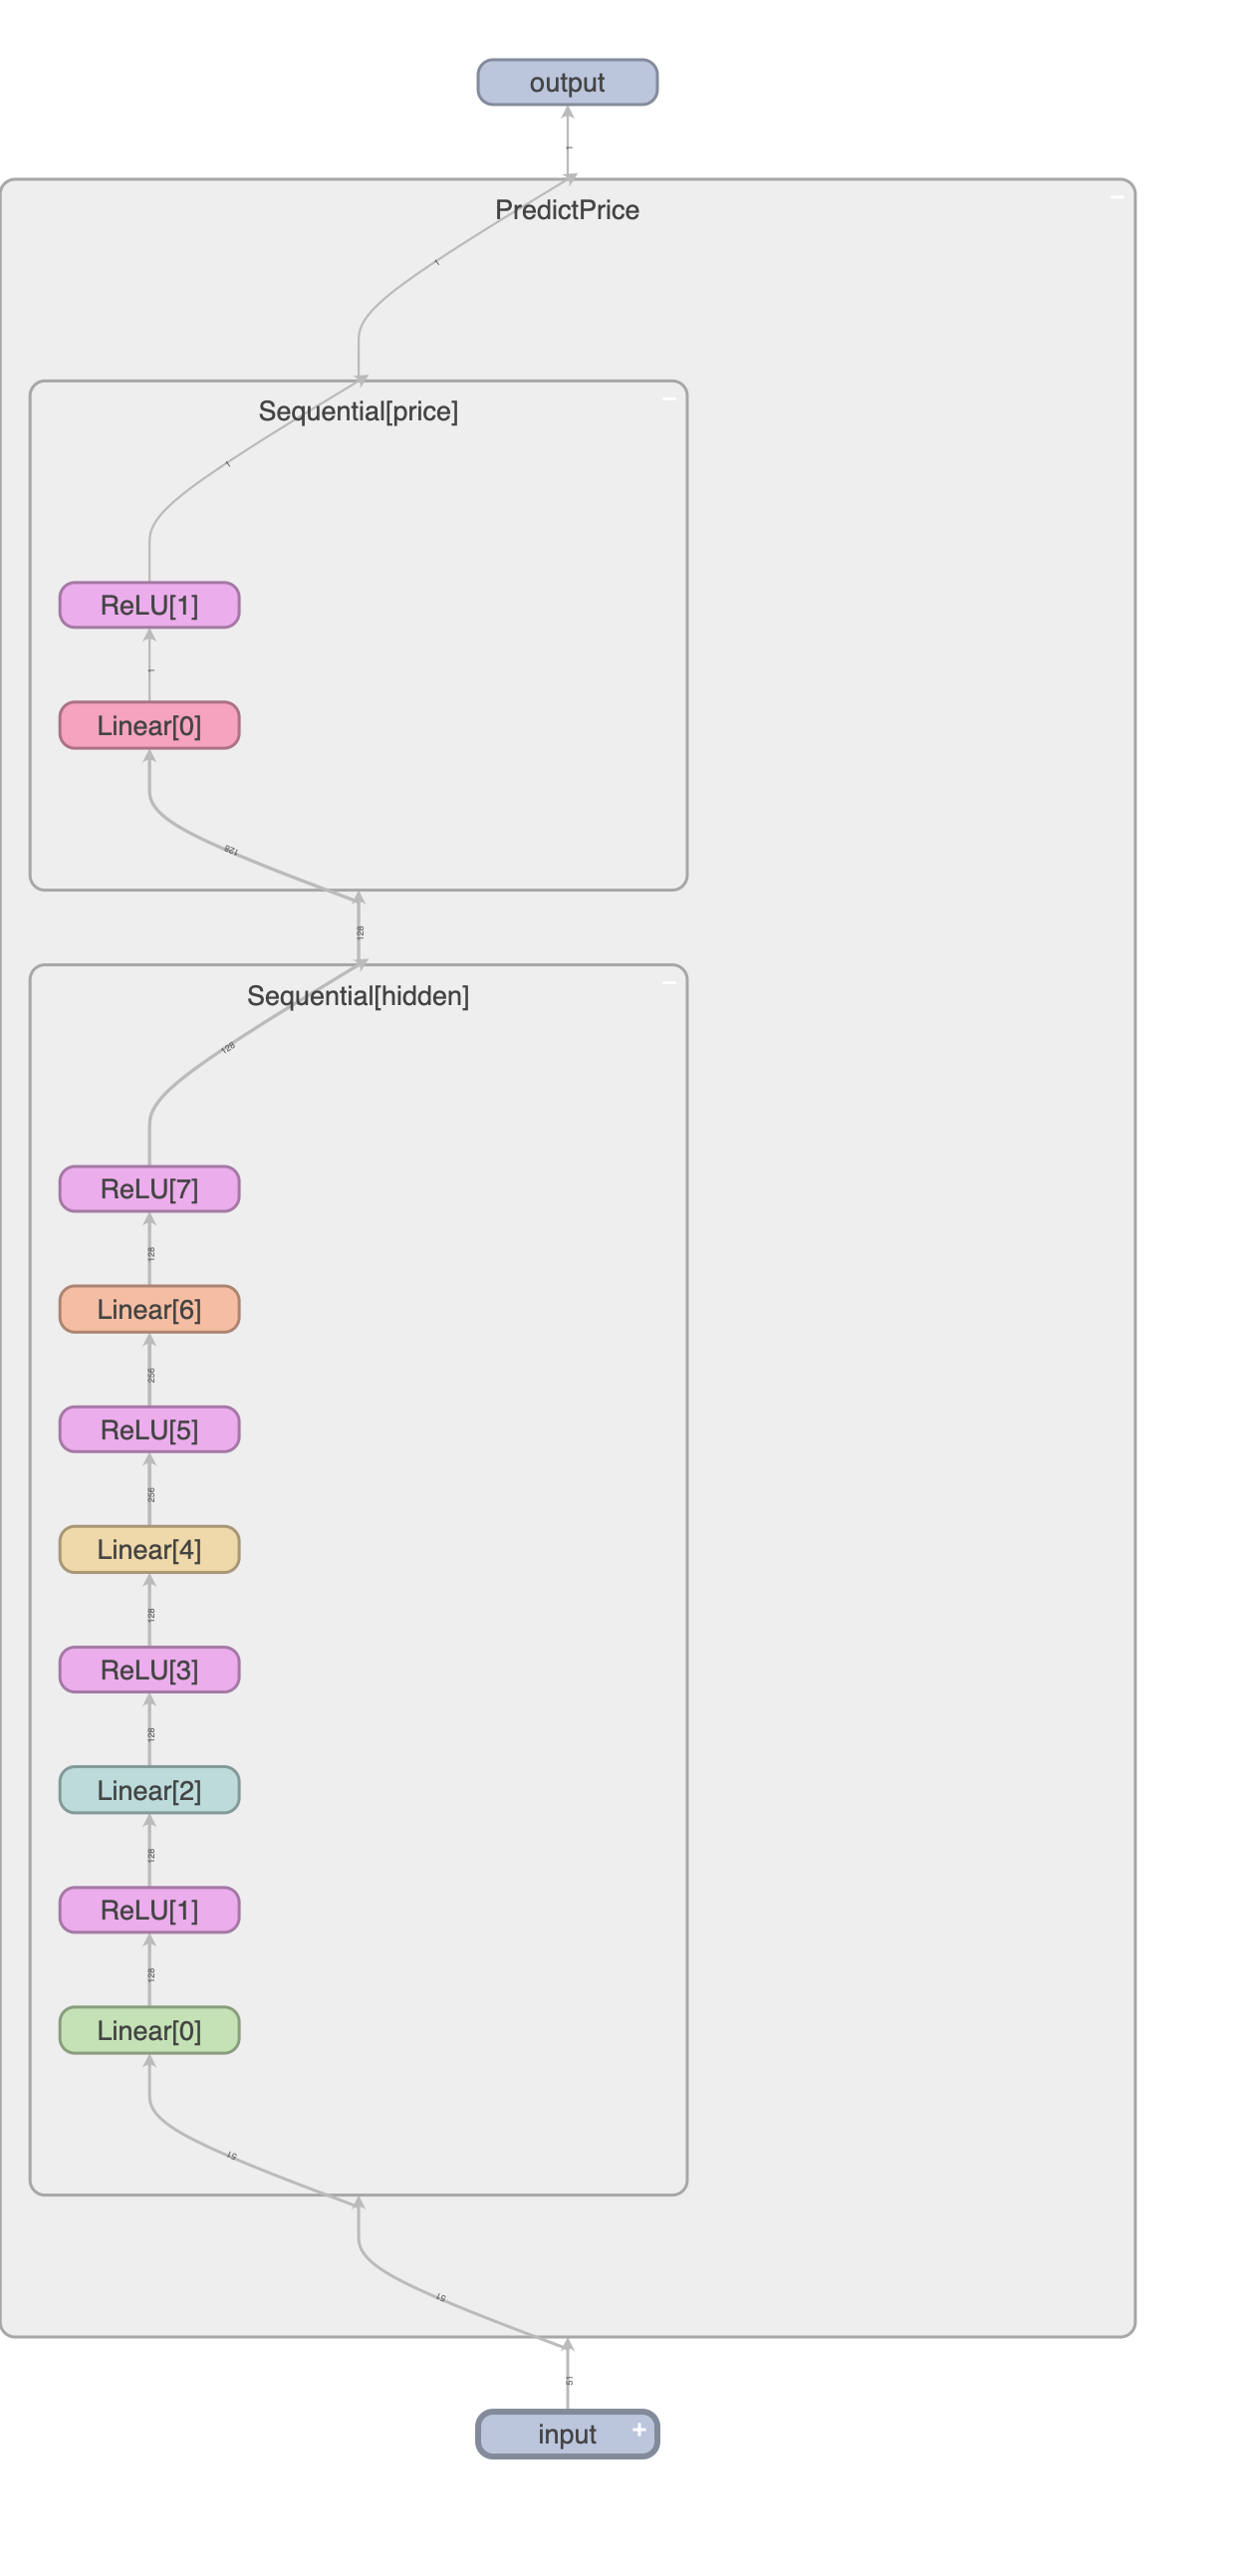 output
1
PredictPrice
1
Sequential[price]
1
ReLU[1]
1
Linear[0]
128
128
Sequential[hidden]
128
ReLU[7]
128
Linear[6]
256
ReLU[5]
256
Linear[4]
128
ReLU[3]
128
Linear[2]
128
ReLU[1]
128
Linear[0]
51
51
51
input +